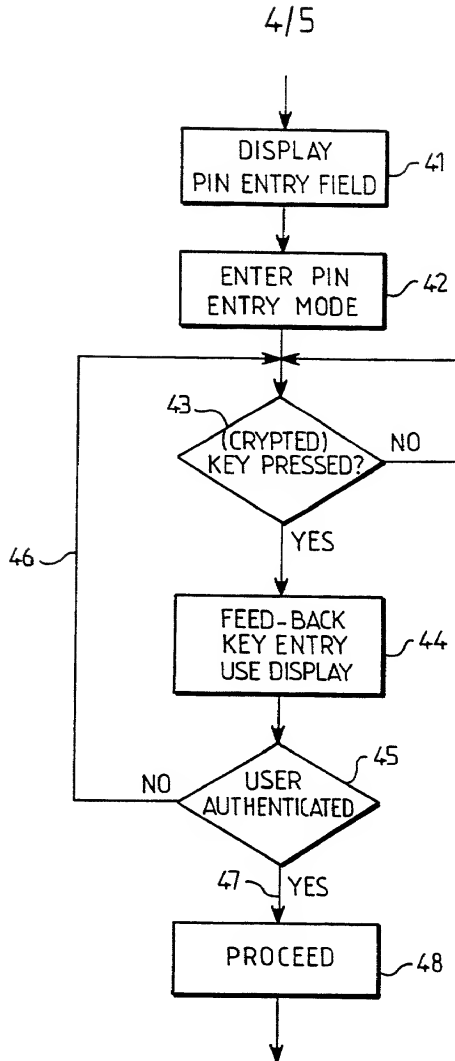 4/5
DISPLAY
PIN ENTRY FIELD
41
ENTER PIN
ENTRY MODE
42
43
(CRYPTED)
KEY PRESSED?
NO
YES
46
FEED-BACK
KEY ENTRY
USE DISPLAY
44
45
NO
USER
AUTHENTICATED
47
YES
PROCEED
48